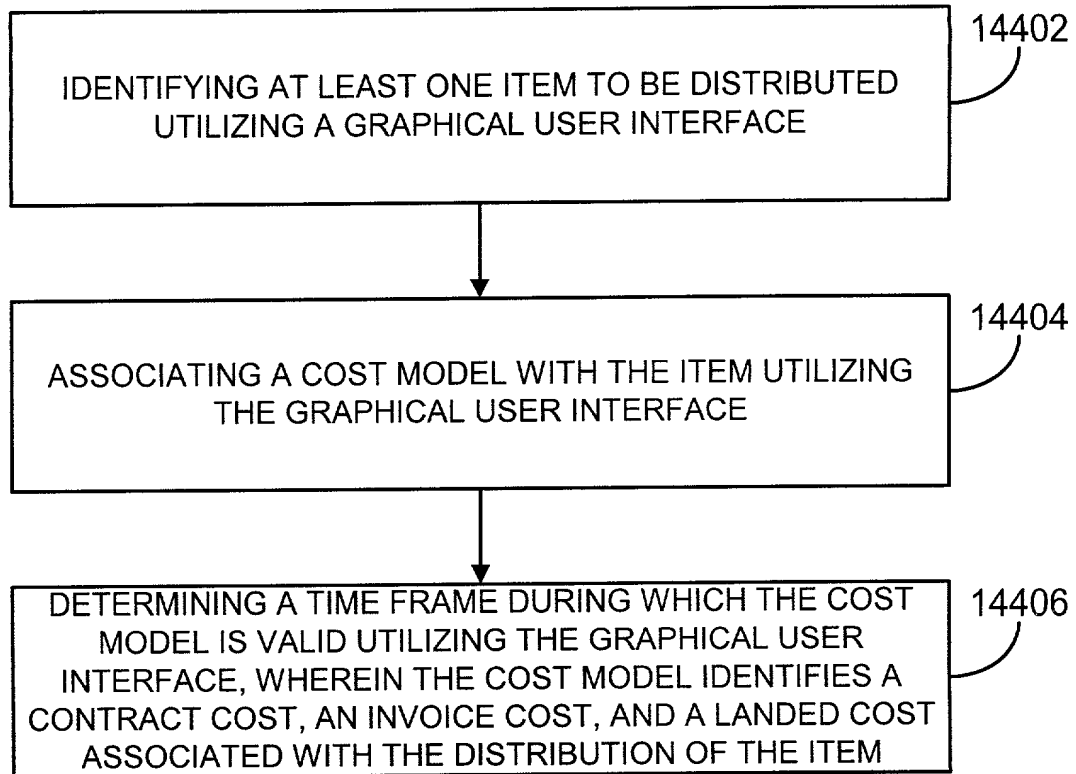 14402
IDENTIFYING AT LEAST ONE ITEM TO BE DISTRIBUTED
UTILIZING A GRAPHICAL USER INTERFACE
14404
ASSOCIATING A COST MODEL WITH THE ITEM UTILIZING
THE GRAPHICAL USER INTERFACE
14406
DETERMINING A TIME FRAME DURING WHICH THE COST
MODEL IS VALID UTILIZING THE GRAPHICAL USER
INTERFACE, WHEREIN THE COST MODEL IDENTIFIES A
CONTRACT COST, AN INVOICE COST, AND A LANDED COST
ASSOCIATED WITH THE DISTRIBUTION OF THE ITEM